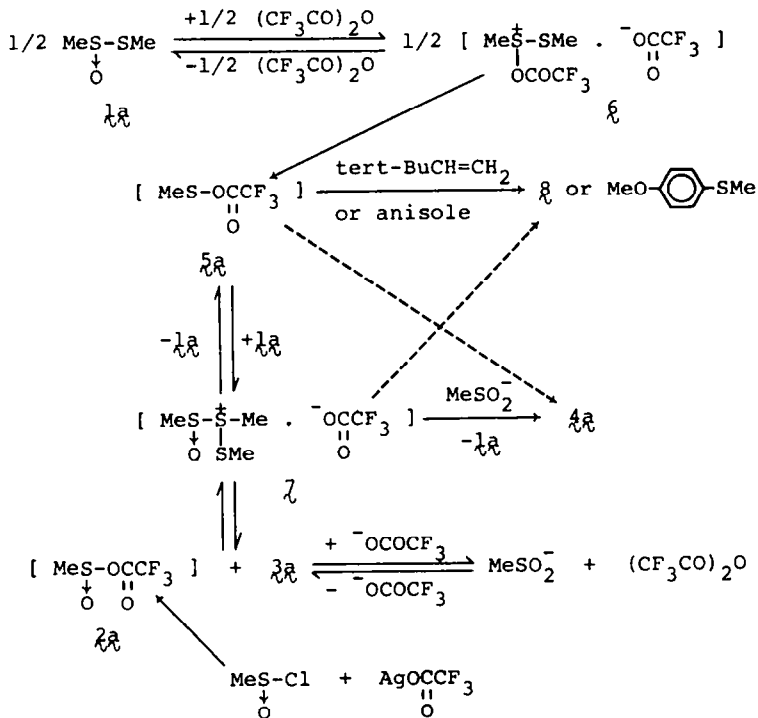 +1/2 (CF3CO)2O
1/2 MeS-SMe 1/2 [ MeS+-SMe . -OCCF3 ]
-1/2 (CF3CO)2O
O OCOCF3 O
1a 6
[ MeS-OCCF3 ] tert-BuCH=CH2 8 or MeO SMe
O or anisole
5a
-1a +1a
[ MeS-S+-Me . -OCCF3 ] MeSO2- 4a
O SMe O -1a
7
[ MeS-OCCF3 ] + 3a + -OCOCF3 MeSO2- + (CF3CO)2O
O O - -OCOCF3
2a
MeS-Cl + AgOCCF3
O O